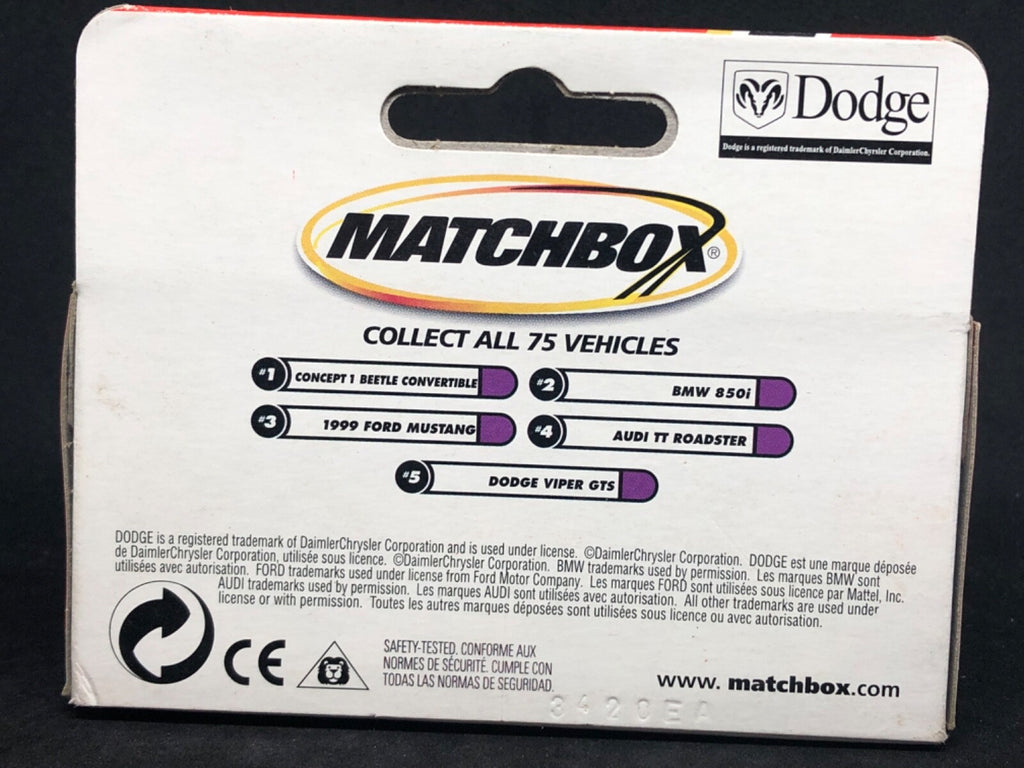 Dodge
Dodge is a registered trademark of DaimlerChrysler Corporation.
MATCHBOX®
COLLECT ALL 75 VEHICLES
#1 CONCEPT 1 BEETLE CONVERTIBLE
#2 BMW 850i
#3 1999 FORD MUSTANG
#4 AUDI TT ROADSTER
#5 DODGE VIPER GTS
DODGE is a registered trademark of DaimlerChrysler Corporation and is used under license. ©DaimlerChrysler Corporation. DODGE est une marque déposée
de DaimlerChrysler Corporation, utilisée sous licence. ©DaimlerChrysler Corporation. BMW trademarks used by permission. Les marques BMW sont
utilisées avec autorisation. FORD trademarks used under license from Ford Motor Company. Les marques FORD sont utilisées sous licence par Mattel, Inc.
AUDI trademarks used by permission. Les marques AUDI sont utilisées avec autorisation. All other trademarks are used under
license or with permission. Toutes les autres marques déposées sont utilisées sous licence ou avec autorisation.
CE
SAFETY-TESTED. CONFORME AUX
NORMES DE SÉCURITÉ. CUMPLE CON
TODAS LAS NORMAS DE SEGURIDAD.
www.matchbox.com
3420EA